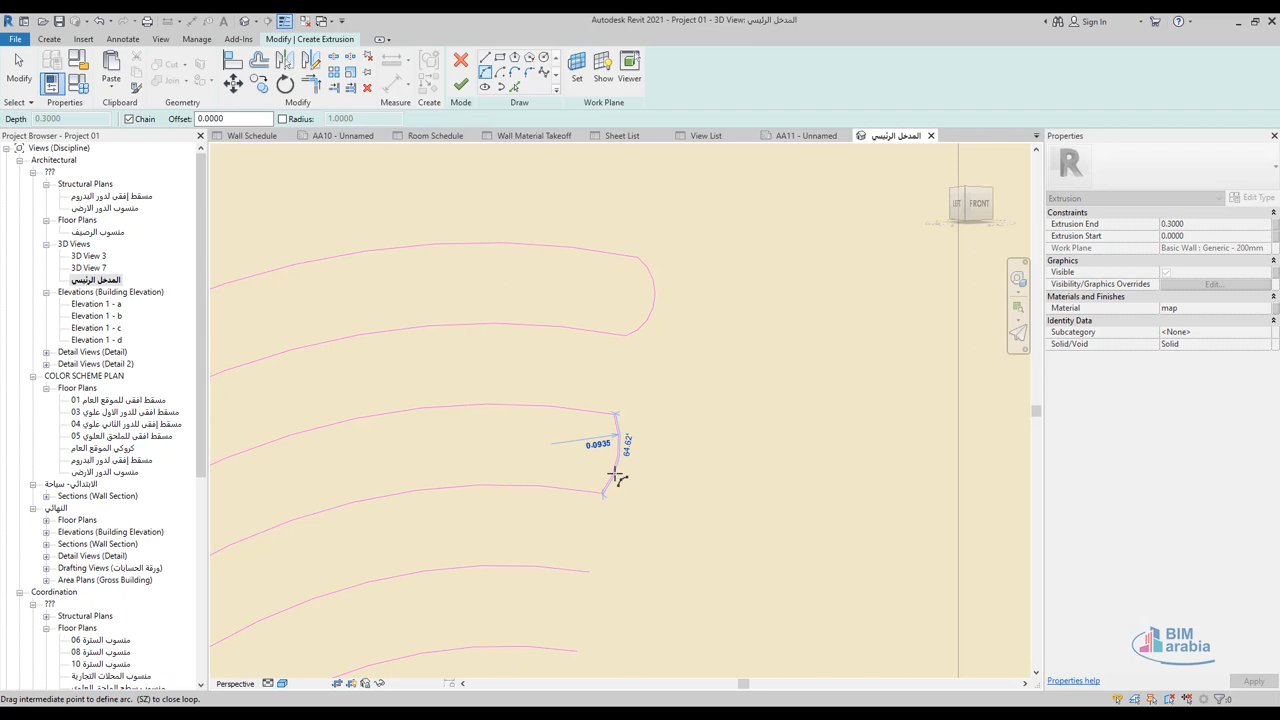 Autodesk Revit 2021 - Project 01 - 3D View: المدخل الرئيسي
Sign In
File Create Insert Annotate View Manage Add-Ins Modify | Create Extrusion
Modify
Paste
Cut
Join
Set Show Viewer
Select Properties Clipboard Geometry Modify Measure Create Mode Draw Work Plane
Depth 0.3000 Chain Offset: 0.0000 Radius: 1.0000
Project Browser - Project 01
Wall Schedule AA10 - Unnamed Room Schedule Wall Material Takeoff Sheet List View List AA11 - Unnamed المدخل الرئيسي
Properties
Views (Discipline)
Architectural
???
Structural Plans
مسقط إفقى لدور البدروم
منسوب الدور الارضى
Floor Plans
منسوب الرصيف
3D Views
3D View 3
3D View 7
المدخل الرئيسي
Elevations (Building Elevation)
Elevation 1 - a
Elevation 1 - b
Elevation 1 - c
Elevation 1 - d
Detail Views (Detail)
Detail Views (Detail 2)
COLOR SCHEME PLAN
Floor Plans
مسقط افقى للموقع العام 01
مسقط افقى للدور الاول علوي 03
مسقط افقى للدور الثاني علوي 04
مسقط افقى للملحق العلوي 05
كروكي الموقع العام
مسقط إفقى لدور البدروم
منسوب الدور الارضى
الابتدائي- سياحة
Sections (Wall Section)
النهائي
Floor Plans
Elevations (Building Elevation)
Sections (Wall Section)
Detail Views (Detail)
Drafting Views (ورقة الحسابات)
Area Plans (Gross Building)
Coordination
???
Structural Plans
Floor Plans
منسوب السترة 06
منسوب السترة 08
منسوب السترة 10
منسوب المحلات التجارية
FRONT
0.0935
64.62°
R
Extrusion
Edit Type
Constraints
Extrusion End 0.3000
Extrusion Start 0.0000
Work Plane Basic Wall : Generic - 200mm
Graphics
Visible
Visibility/Graphics Overrides Edit...
Materials and Finishes
Material map
Identity Data
Subcategory <None>
Solid/Void Solid
BIM
arabia
Properties help
Apply
Perspective
Drag intermediate point to define arc. (SZ) to close loop.
:0